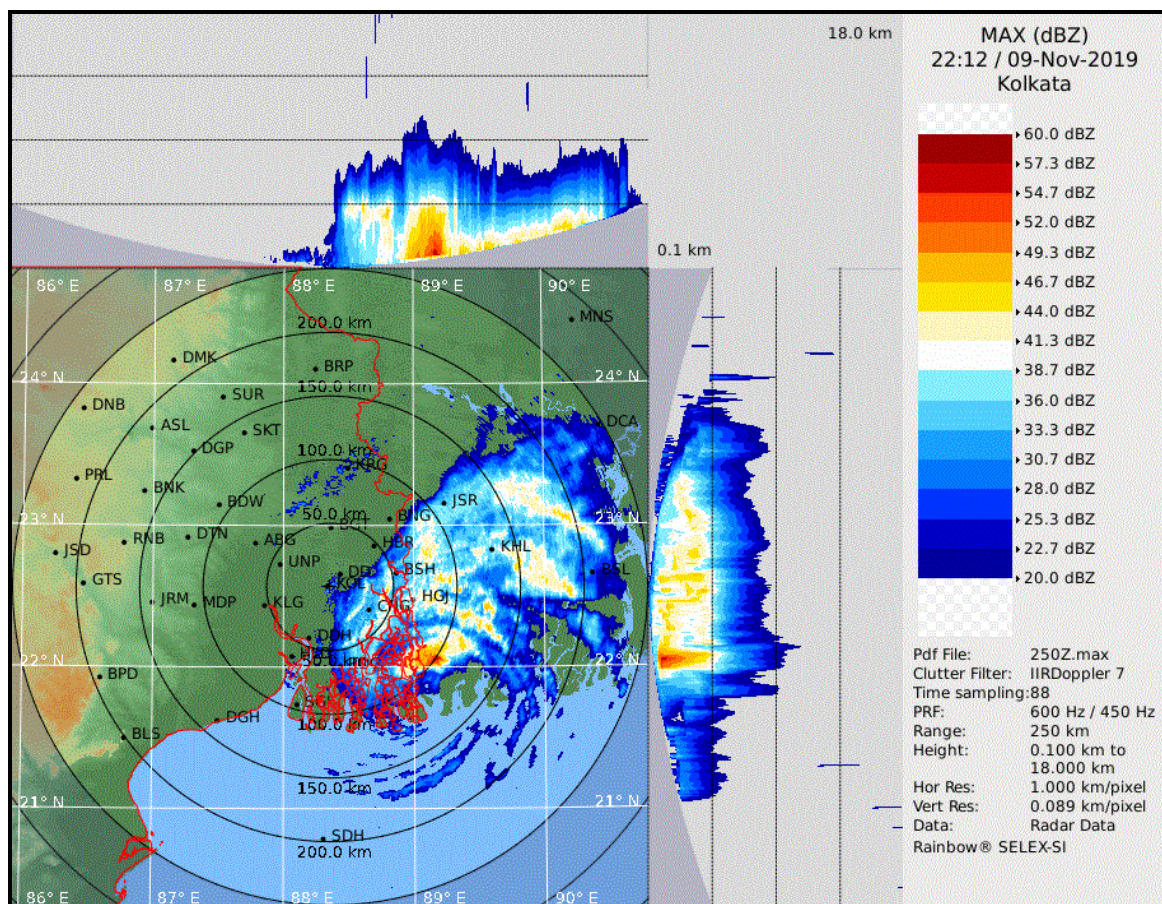 18.0 km
0.1 km
MAX (dBZ)
22:12 / 09-Nov-2019
Kolkata
60.0 dBZ
57.3 dBZ
54.7 dBZ
52.0 dBZ
49.3 dBZ
46.7 dBZ
44.0 dBZ
41.3 dBZ
38.7 dBZ
36.0 dBZ
33.3 dBZ
30.7 dBZ
28.0 dBZ
25.3 dBZ
22.7 dBZ
20.0 dBZ
Pdf File: 250Z.max
Clutter Filter: IIRDoppler 7
Time sampling:88
PRF: 600 Hz / 450 Hz
Range: 250 km
Height: 0.100 km to
18.000 km
Hor Res: 1.000 km/pixel
Vert Res: 0.089 km/pixel
Data: Radar Data
Rainbow® SELEX-SI
86° E 87° E 88° E 89° E 90° E
200.0 km
MNS
DMK
BRP
24° N 24° N
150.0 km
SUR
DNB
DCA
ASL
SKT
DGP
100.0 km
KRG
PRL
BNK
BDW
JSR
50.0 km
BNG
23° N 23° N
RNB
DTN
ABG
HBR
KHL
JSD
UNP
BSH
BSL
GTS
JRM
MDP
KLG
HGJ
DDH
50.0 km
22° N 22° N
BPD
DGH
100.0 km
BLS
150.0 km
21° N 21° N
SDH
200.0 km
86° E 87° E 88° E 89° E 90° E